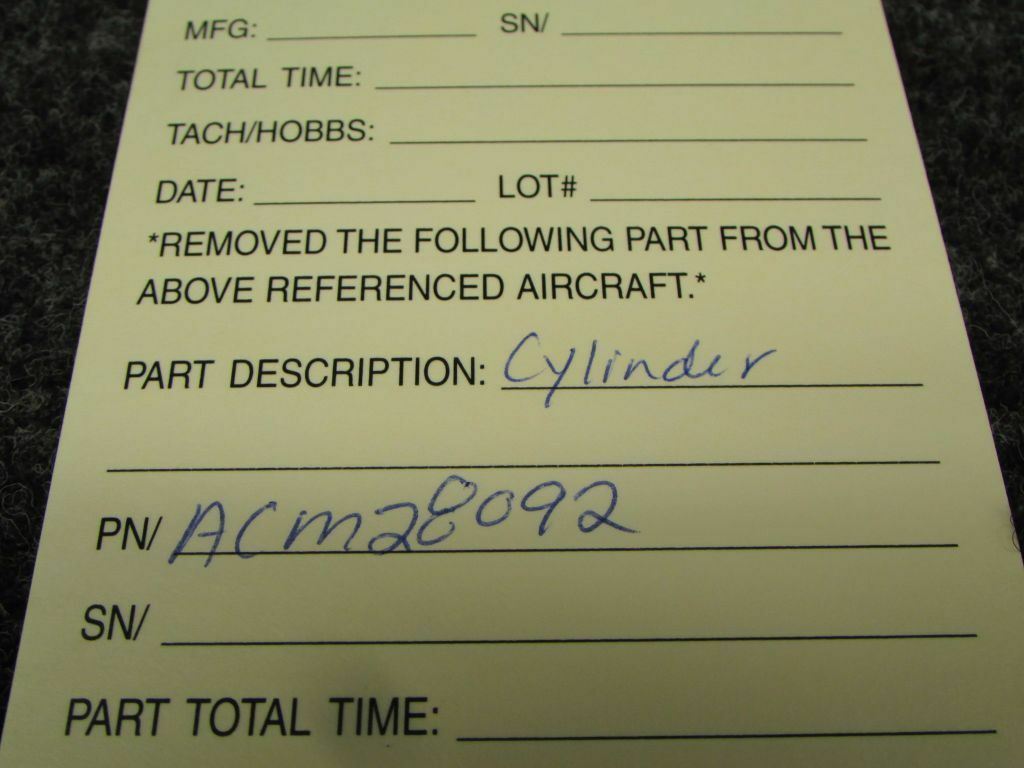 MFG: SN/
TOTAL TIME:
TACH/HOBBS:
DATE: LOT#
*REMOVED THE FOLLOWING PART FROM THE
ABOVE REFERENCED AIRCRAFT.*
PART DESCRIPTION: Cylinder
PN/ ACM28092
SN/
PART TOTAL TIME: